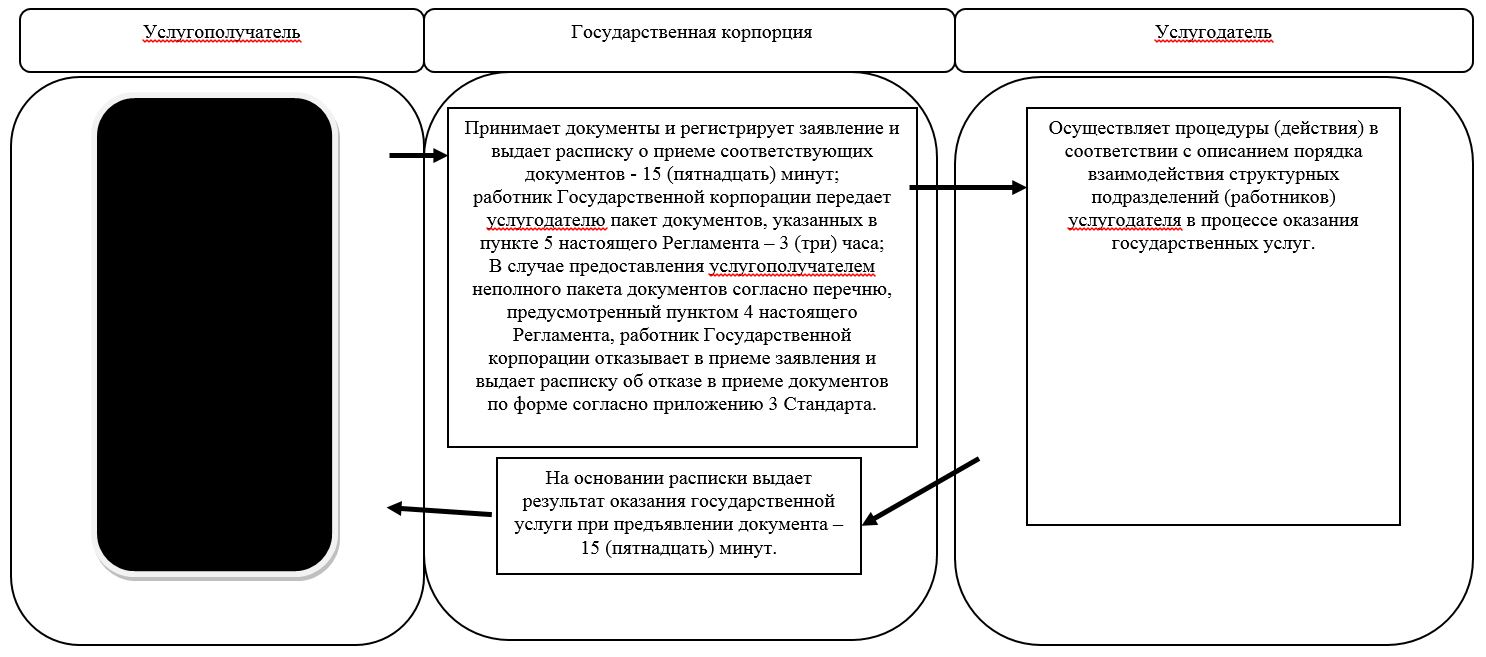 Услугополучатель
Государственная корпорция
Услугодатель
Принимает документы и регистрирует заявление и
выдает расписку о приеме соответствующих
документов - 15 (пятнадцать) минут;
работник Государственной корпорации передает
услугодателю пакет документов, указанных в
пункте 5 настоящего Регламента – 3 (три) часа;
В случае предоставления услугополучателем
неполного пакета документов согласно перечню,
предусмотренный пунктом 4 настоящего
Регламента, работник Государственной
корпорации отказывает в приеме заявления и
выдает расписку об отказе в приеме документов
по форме согласно приложению 3 Стандарта.
На основании расписки выдает
результат оказания государственной
услуги при предъявлении документа –
15 (пятнадцать) минут.
Осуществляет процедуры (действия) в
соответствии с описанием порядка
взаимодействия структурных
подразделений (работников)
услугодателя в процессе оказания
государственных услуг.